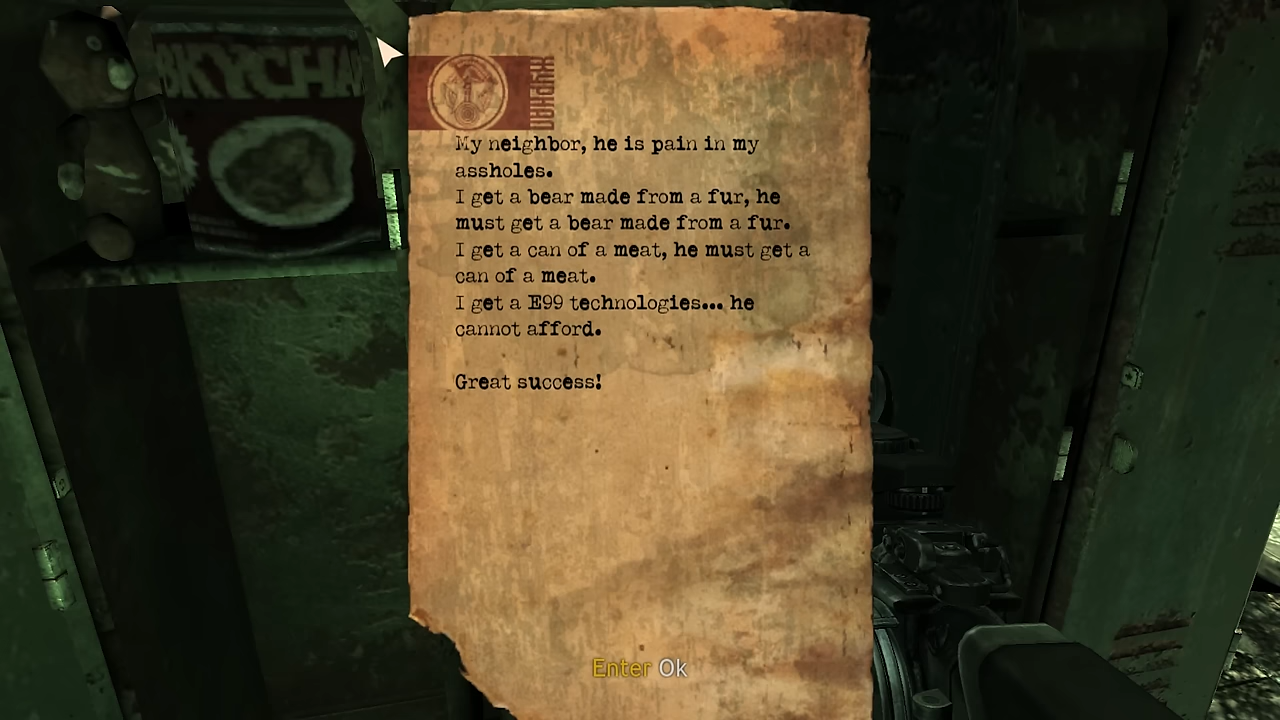 ВКУСНА
My neighbor, he is pain in my
assholes.
I get a bear made from a fur, he
must get a bear made from a fur.
I get a can of a meat, he must get a
can of a meat.
I get a E99 technologies... he
cannot afford.
Great success!
Enter Ok